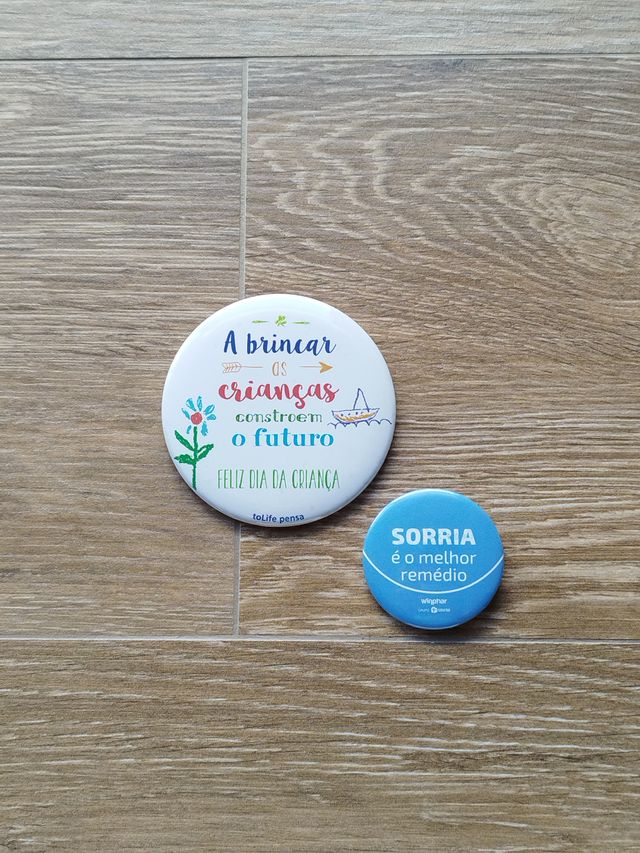 A brincar
as
crianças
constroem
o futuro
FELIZ DIA DA CRIANÇA
toLife pensa
SORRIA
é o melhor
remédio
winphar